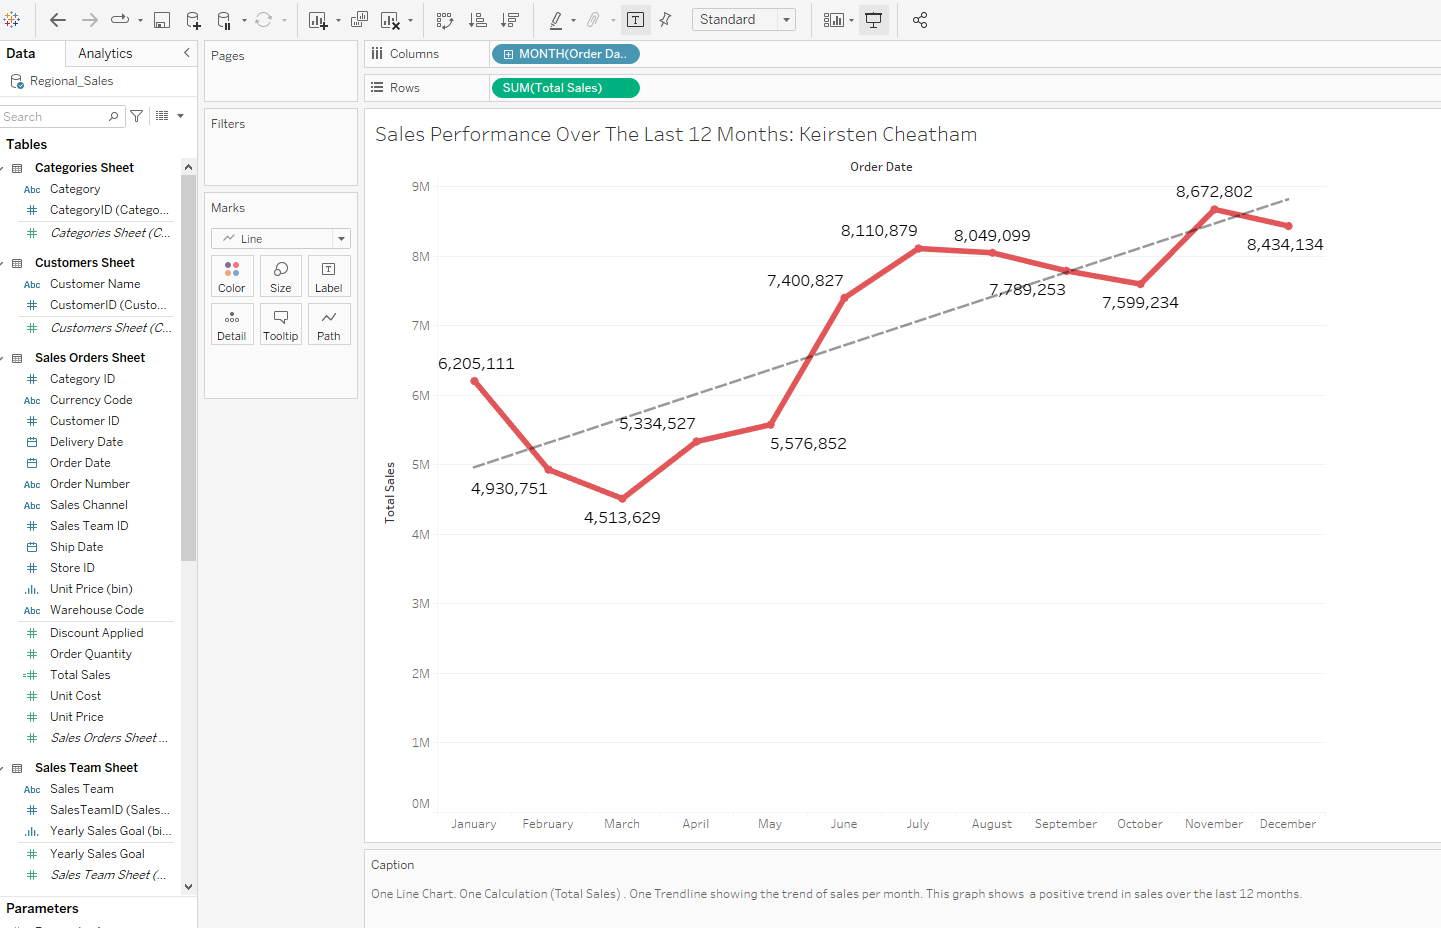 Standard
Data
Analytics
Regional_Sales
Search
Tables
Categories Sheet
Abc Category
CategoryID (Catego...
Categories Sheet (C...
Customers Sheet
Abc Customer Name
CustomerID (Custo...
Customers Sheet (C...
Sales Orders Sheet
Category ID
Abc Currency Code
Customer ID
Delivery Date
Order Date
Abc Order Number
Abc Sales Channel
Sales Team ID
Ship Date
Store ID
Unit Price (bin)
Abc Warehouse Code
Discount Applied
Order Quantity
Total Sales
Unit Cost
Unit Price
Sales Orders Sheet ...
Sales Team Sheet
Abc Sales Team
SalesTeamID (Sales...
Yearly Sales Goal (bi...
Yearly Sales Goal
Sales Team Sheet (...
Parameters
Pages
Filters
Marks
Line
Color
Size
Label
Detail
Tooltip
Path
Columns
MONTH(Order Da..
Rows
SUM(Total Sales)
Sales Performance Over The Last 12 Months: Keirsten Cheatham
Order Date
Total Sales
9M
8M
7M
6M
5M
4M
3M
2M
1M
0M
6,205,111
4,930,751
4,513,629
5,334,527
5,576,852
7,400,827
8,110,879
8,049,099
7,789,253
7,599,234
8,672,802
8,434,134
January
February
March
April
May
June
July
August
September
October
November
December
Caption
One Line Chart. One Calculation (Total Sales) . One Trendline showing the trend of sales per month. This graph shows a positive trend in sales over the last 12 months.